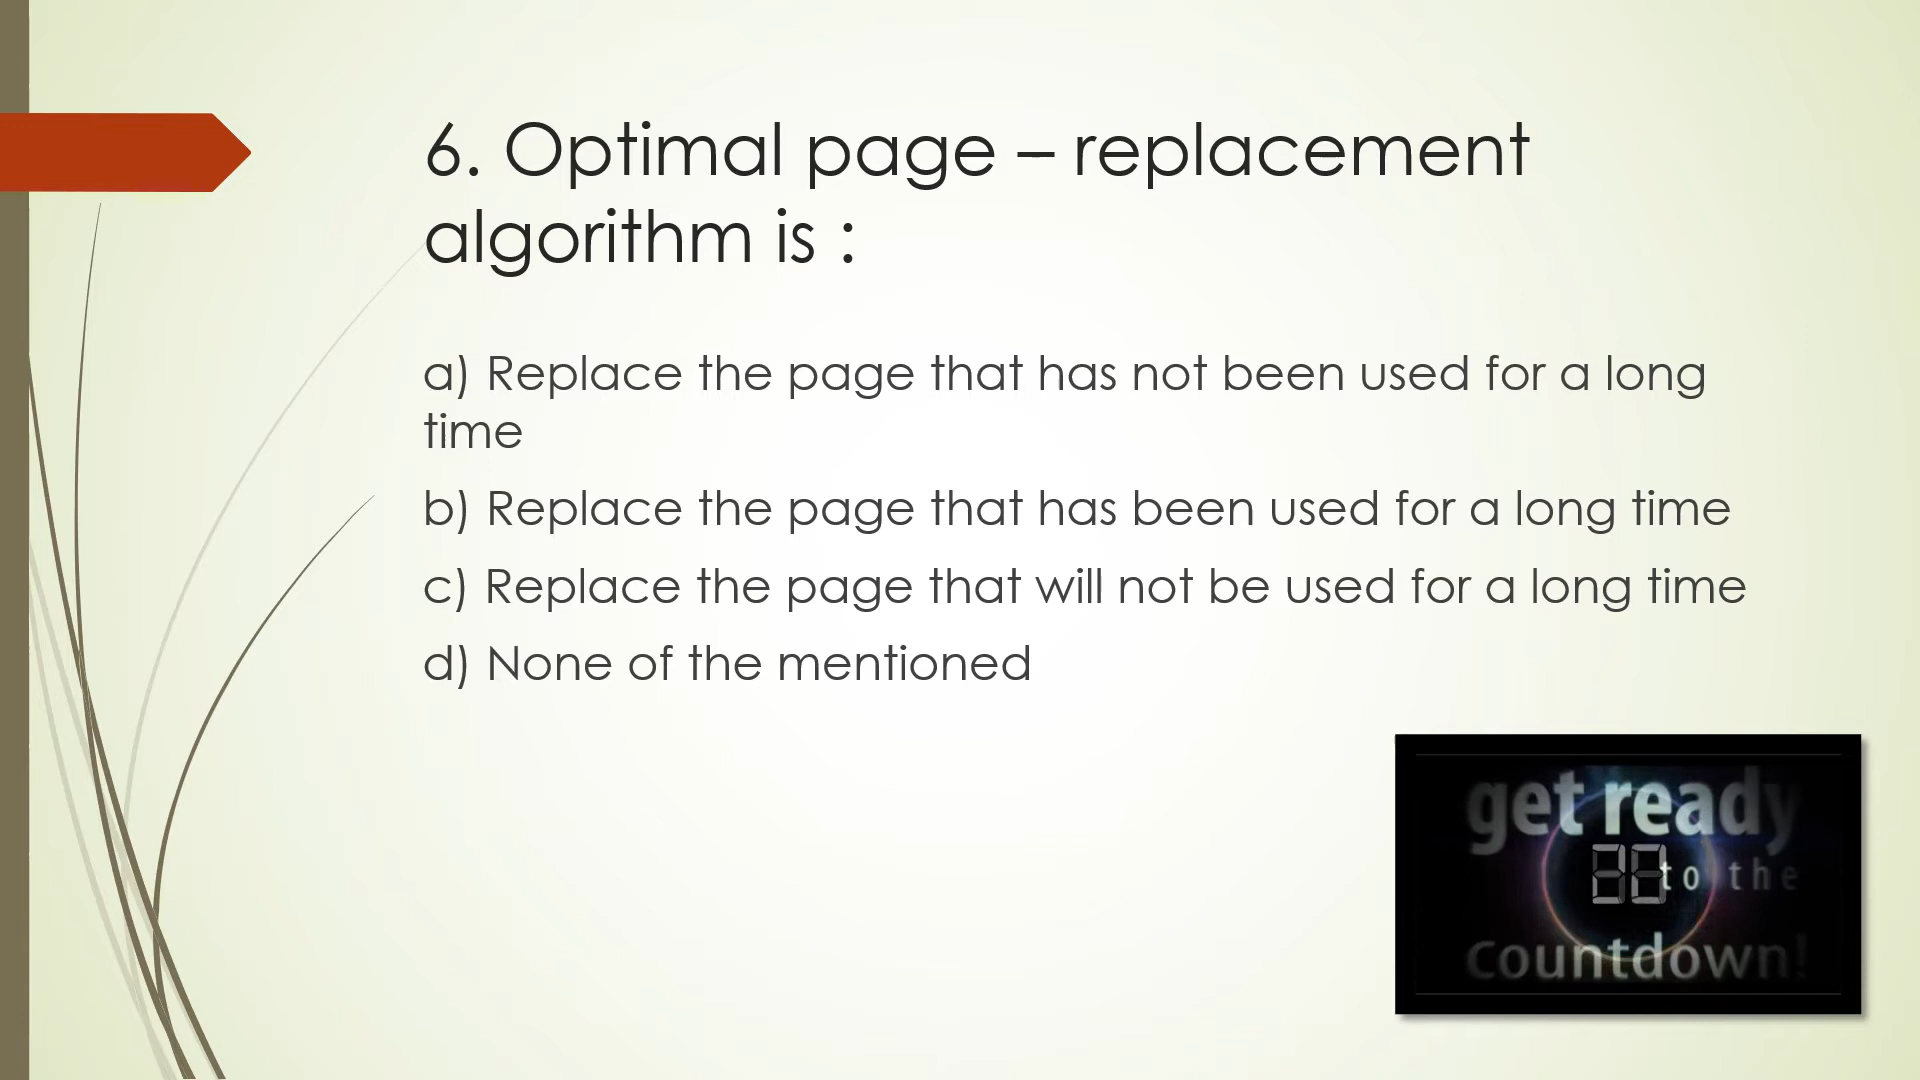 6. Optimal page – replacement
algorithm is :
a) Replace the page that has not been used for a long
time
b) Replace the page that has been used for a long time
c) Replace the page that will not be used for a long time
d) None of the mentioned
get ready
to the
countdown!